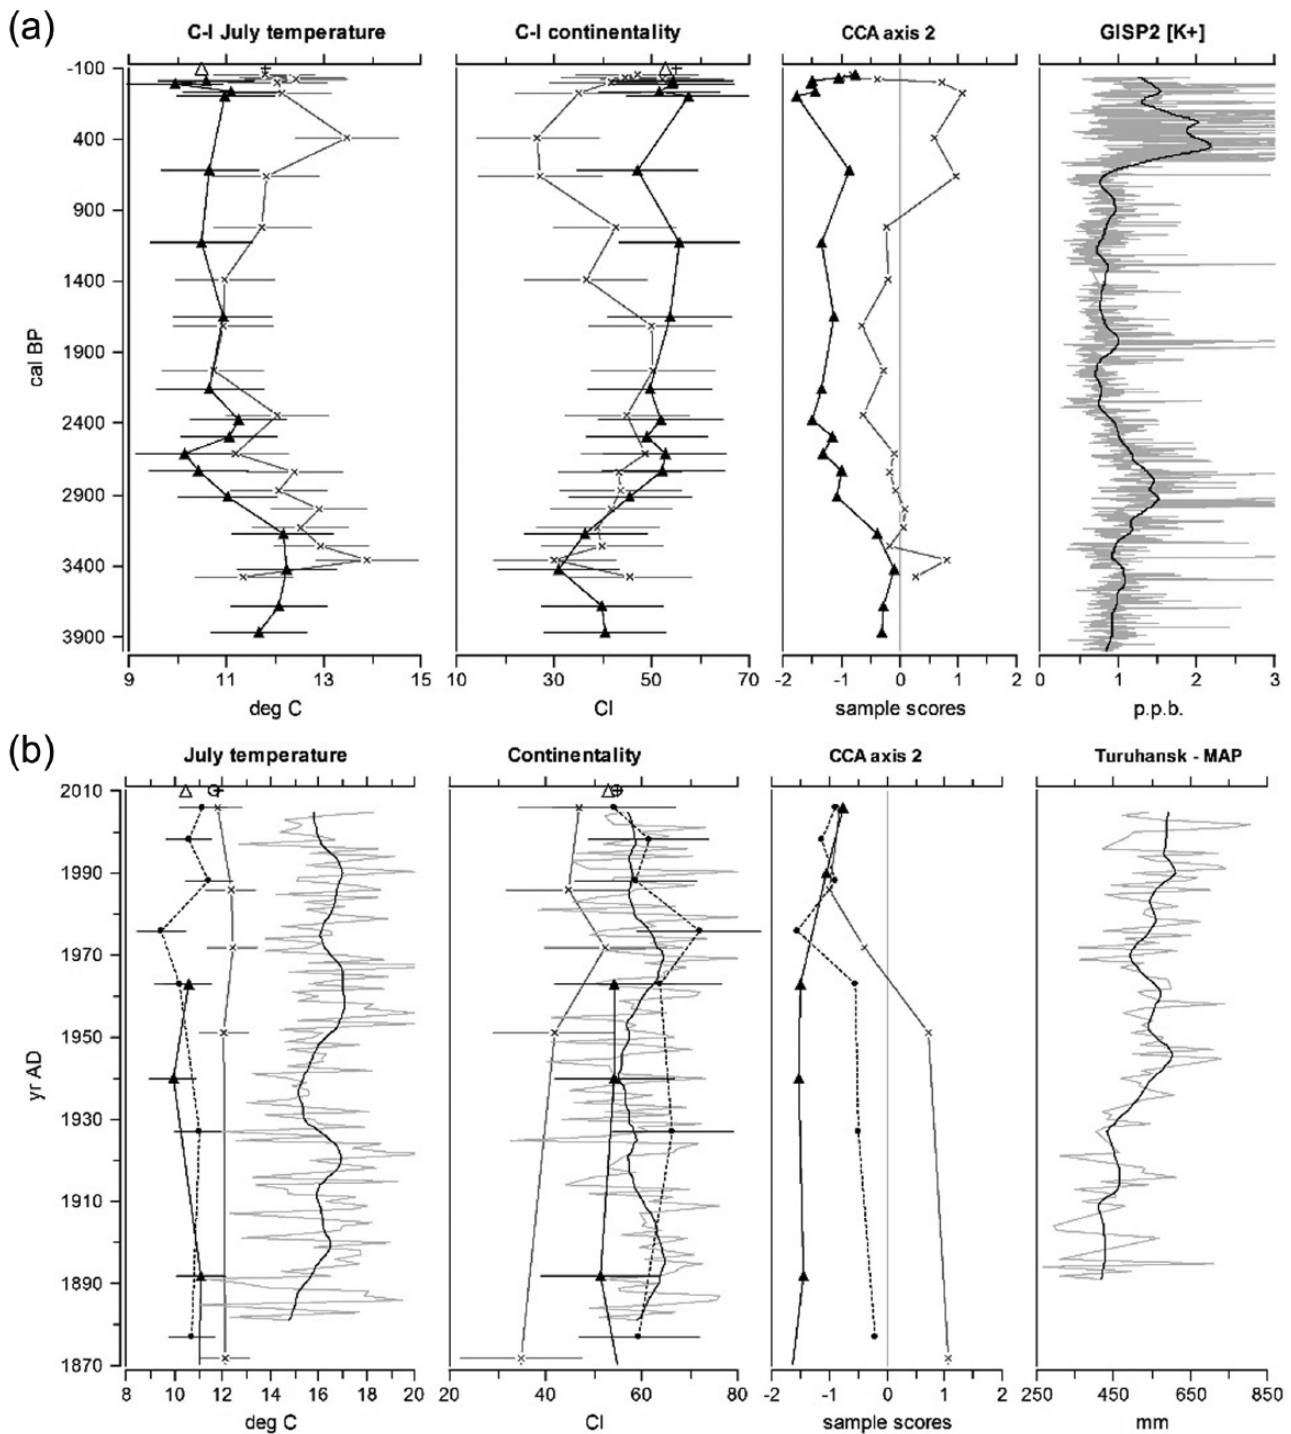 (a)
C-I July temperature C-I continentality CCA axis 2 GISP2 [K+]
-100
400
900
1400
1900
2400
2900
3400
3900
cal BP
9 11 13 15 10 30 50 70 -2 -1 0 1 2 0 1 2 3
deg C CI sample scores p.p.b.
(b)
July temperature Continentality CCA axis 2 Turuhansk - MAP
2010
1990
1970
1950
1930
1910
1890
1870
yr AD
8 10 12 14 16 18 20 20 40 60 80 -2 -1 0 1 2 250 450 650 850
deg C CI sample scores mm